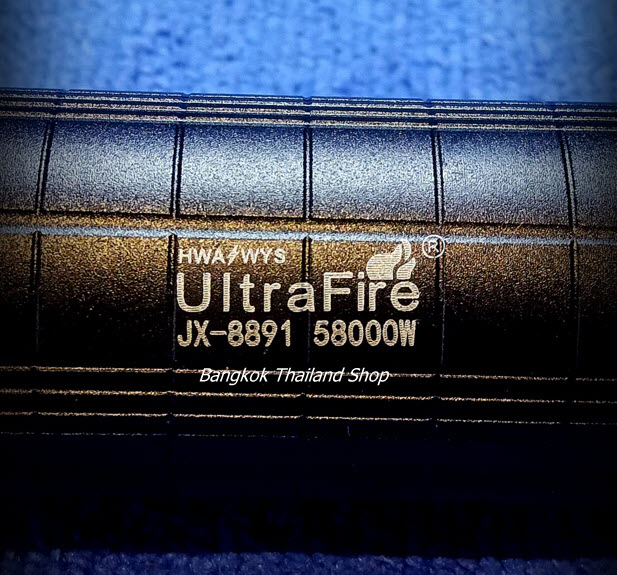 HWA⚡WYS
UltraFire®
JX-8891 58000W
Bangkok Thailand Shop